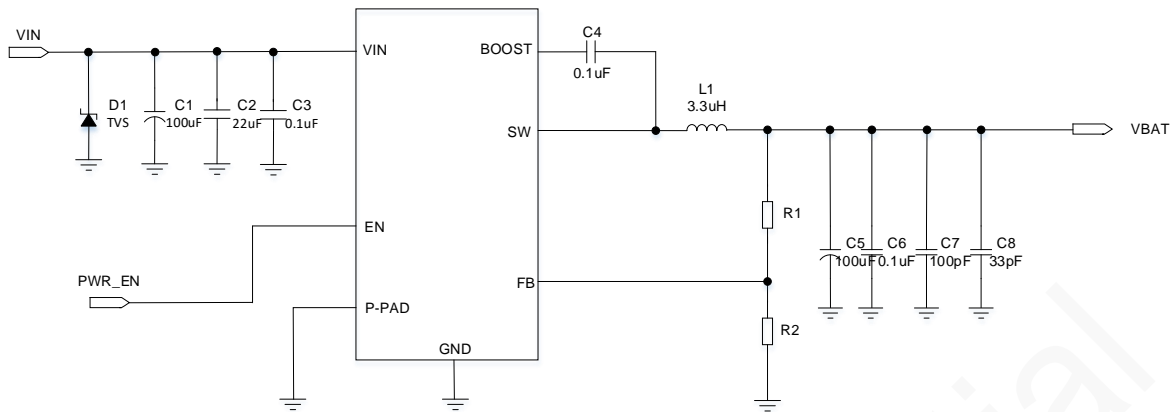 VIN
D1
TVS
C1
100uF
C2
22uF
C3
0.1uF
VIN
BOOST
SW
EN
FB
P-PAD
GND
PWR_EN
C4
0.1uF
L1
3.3uH
VBAT
R1
R2
C5
100uF
C6
0.1uF
C7
100pF
C8
33pF